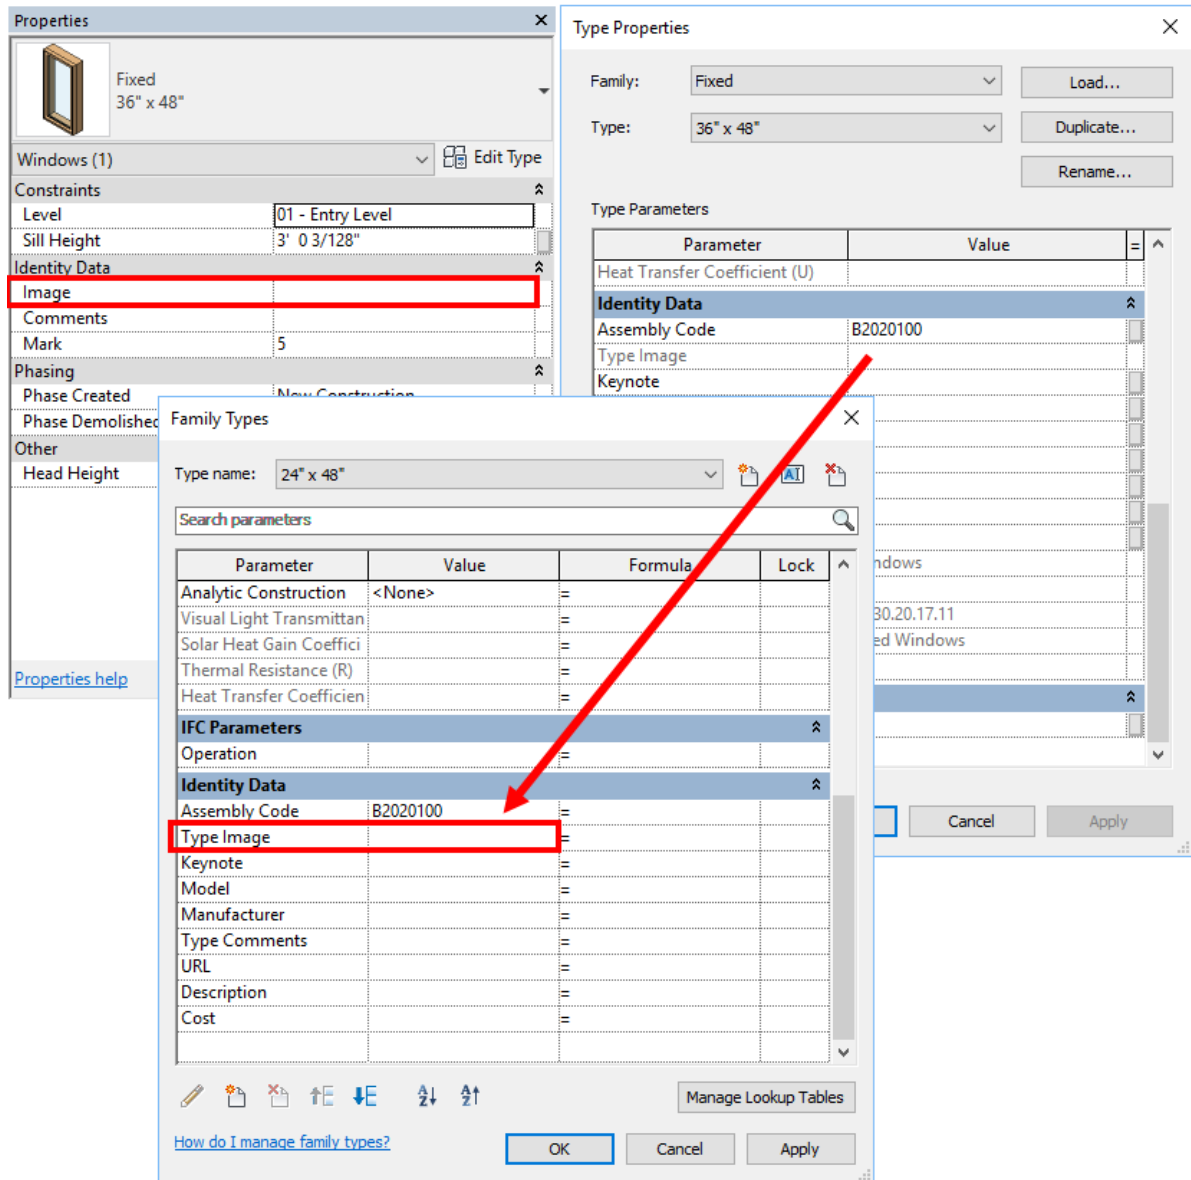 Properties
Fixed
36" x 48"
Windows (1)
Edit Type
Constraints
Level 01 - Entry Level
Sill Height 3' 0 3/128"
Identity Data
Image
Comments
Mark 5
Phasing
Phase Created New Construction
Phase Demolished
Other
Head Height
Properties help
Type Properties
Family: Fixed Load...
Type: 36" x 48" Duplicate...
Rename...
Type Parameters
Parameter Value =
Heat Transfer Coefficient (U)
Identity Data
Assembly Code B2020100
Type Image
Keynote
ndows
30.20.17.11
ed Windows
Cancel Apply
Family Types
Type name: 24" x 48"
AI
Search parameters
Parameter Value Formula Lock
Analytic Construction <None> =
Visual Light Transmittan =
Solar Heat Gain Coeffici =
Thermal Resistance (R) =
Heat Transfer Coefficien =
IFC Parameters
Operation =
Identity Data
Assembly Code B2020100 =
Type Image =
Keynote =
Model =
Manufacturer =
Type Comments =
URL =
Description =
Cost =
Manage Lookup Tables
How do I manage family types?
OK Cancel Apply